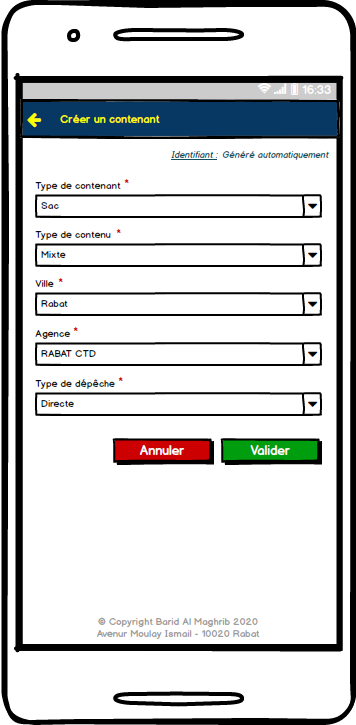 16:33
Créer un contenant
Identifiant : Généré automatiquement
Type de contenant *
Sac
Type de contenu *
Mixte
Ville *
Rabat
Agence *
RABAT CTD
Type de dépêche *
Directe
Annuler Valider
© Copyright Barid Al Maghrib 2020
Avenur Moulay Ismail - 10020 Rabat